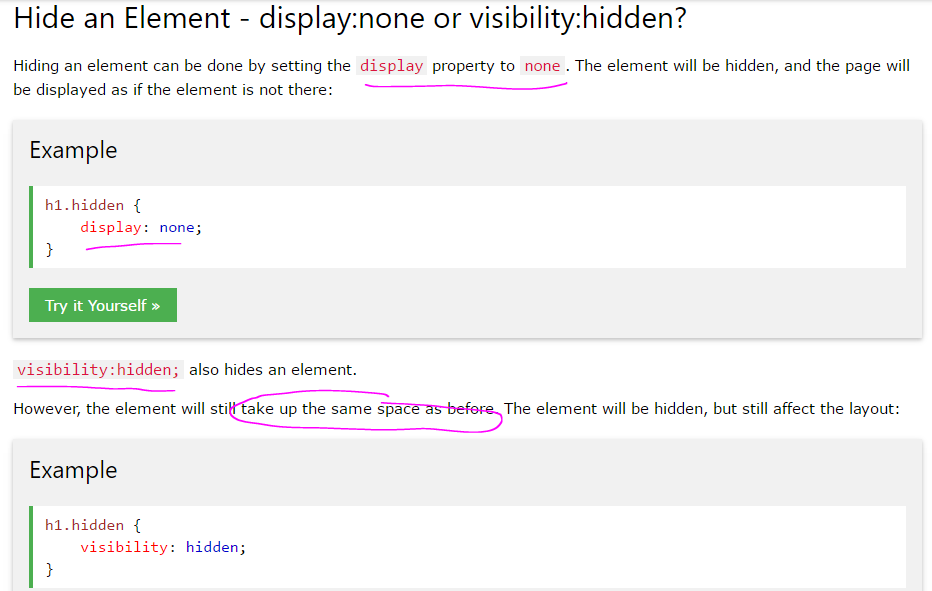 Hide an Element - display:none or visibility:hidden?
Hiding an element can be done by setting the display property to none. The element will be hidden, and the page will
be displayed as if the element is not there:
Example
h1.hidden {
    display: none;
}
Try it Yourself »
visibility:hidden; also hides an element.
However, the element will still take up the same space as before. The element will be hidden, but still affect the layout:
Example
h1.hidden {
    visibility: hidden;
}